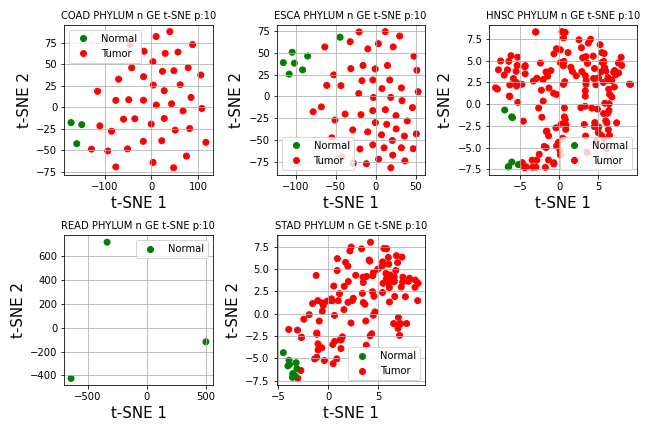 COAD PHYLUM n GE t-SNE p:10
ESCA PHYLUM n GE t-SNE p:10
HNSC PHYLUM n GE t-SNE p:10
t-SNE 2
75
50
25
0
−25
−50
−75
Normal
Tumor
−100
0
100
t-SNE 1
t-SNE 2
75
50
25
0
−25
−50
−75
Normal
Tumor
−100
−50
0
50
t-SNE 1
t-SNE 2
7.5
5.0
2.5
0.0
−2.5
−5.0
−7.5
Normal
Tumor
−5
0
5
t-SNE 1
READ PHYLUM n GE t-SNE p:10
STAD PHYLUM n GE t-SNE p:10
t-SNE 2
600
400
200
0
−200
−400
Normal
−500
0
500
t-SNE 1
t-SNE 2
7.5
5.0
2.5
0.0
−2.5
−5.0
−7.5
Normal
Tumor
−5
0
5
t-SNE 1